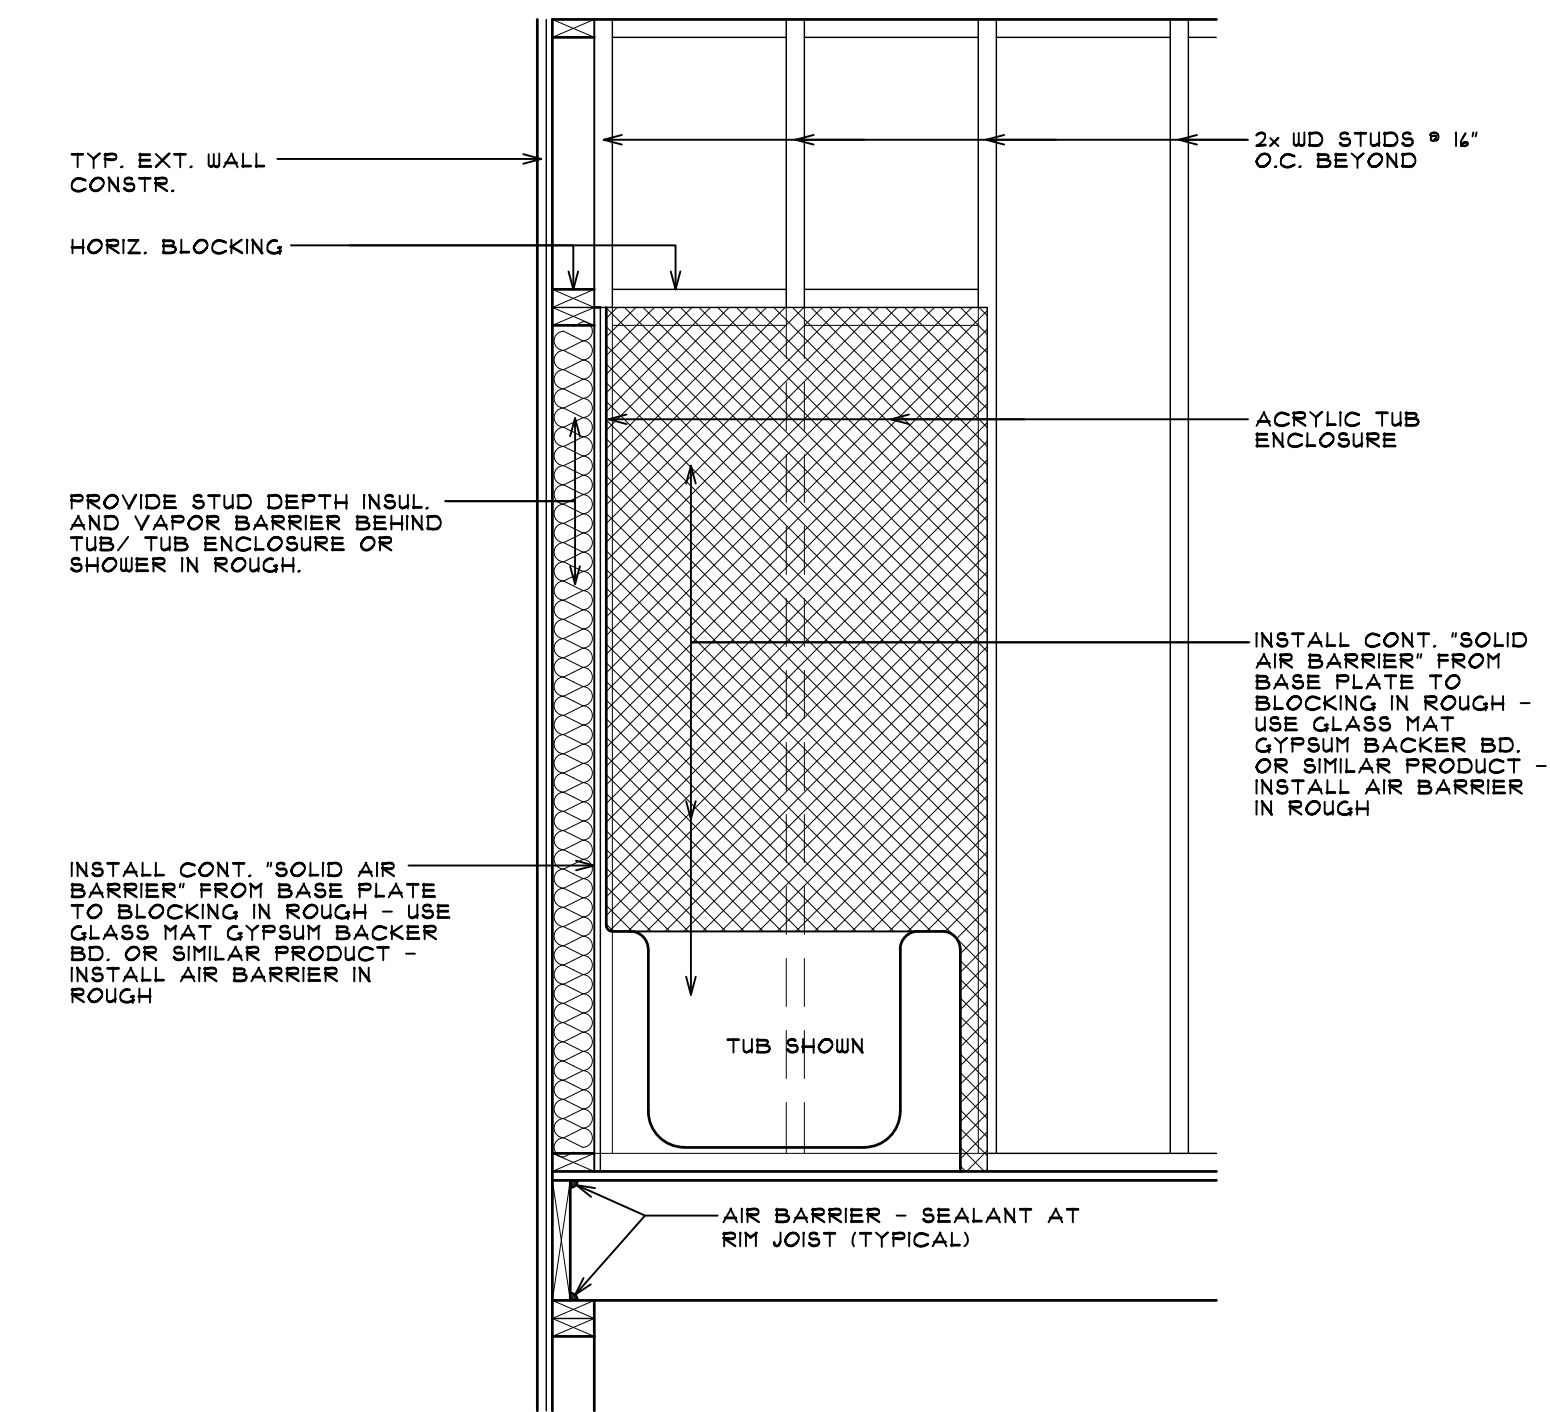 TYP. EXT. WALL
CONSTR.
HORIZ. BLOCKING
PROVIDE STUD DEPTH INSUL.
AND VAPOR BARRIER BEHIND
TUB/ TUB ENCLOSURE OR
SHOWER IN ROUGH.
INSTALL CONT. "SOLID AIR
BARRIER" FROM BASE PLATE
TO BLOCKING IN ROUGH - USE
GLASS MAT GYPSUM BACKER
BD. OR SIMILAR PRODUCT -
INSTALL AIR BARRIER IN
ROUGH
2x WD STUDS @ 16"
O.C. BEYOND
ACRYLIC TUB
ENCLOSURE
INSTALL CONT. "SOLID
AIR BARRIER" FROM
BASE PLATE TO
BLOCKING IN ROUGH -
USE GLASS MAT
GYPSUM BACKER BD.
OR SIMILAR PRODUCT -
INSTALL AIR BARRIER
IN ROUGH
TUB SHOWN
AIR BARRIER - SEALANT AT
RIM JOIST (TYPICAL)